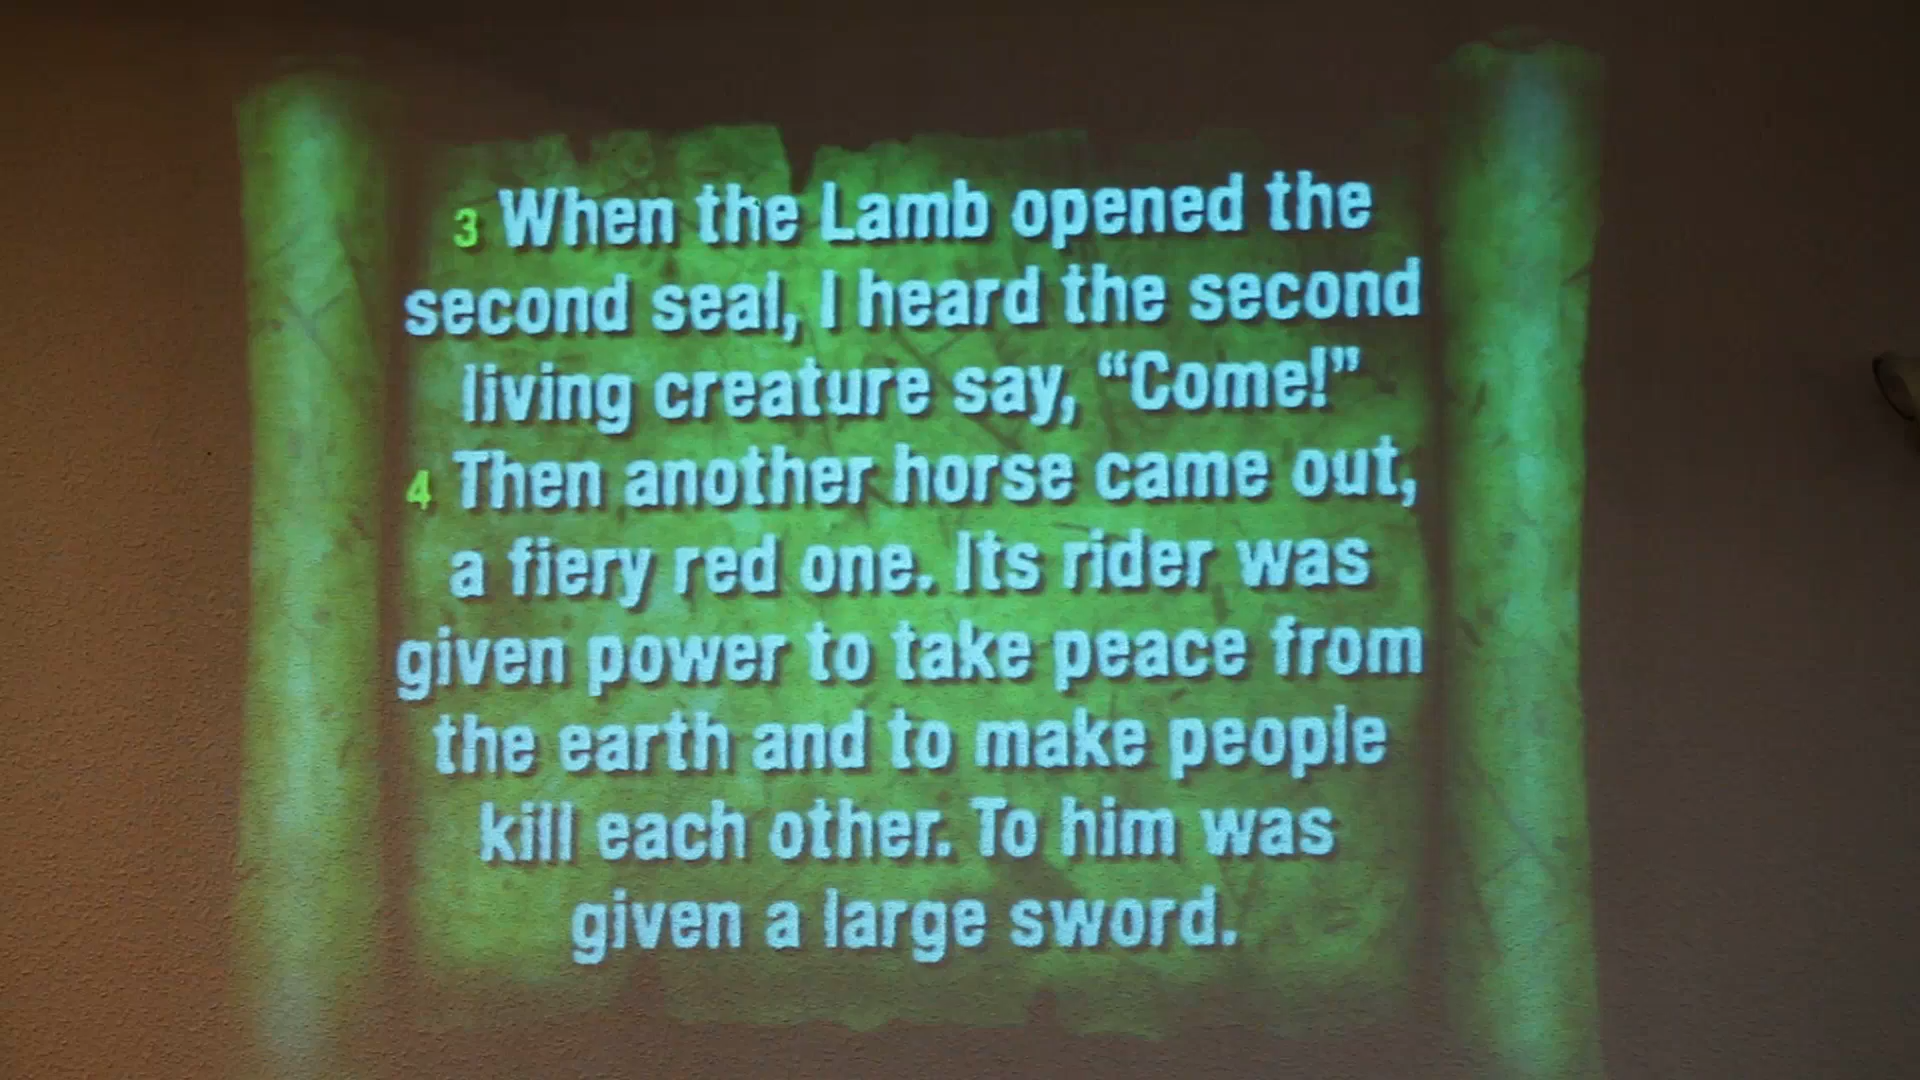 3 When the Lamb opened the
second seal, I heard the second
living creature say, “Come!”
4 Then another horse came out,
a fiery red one. Its rider was
given power to take peace from
the earth and to make people
kill each other. To him was
given a large sword.